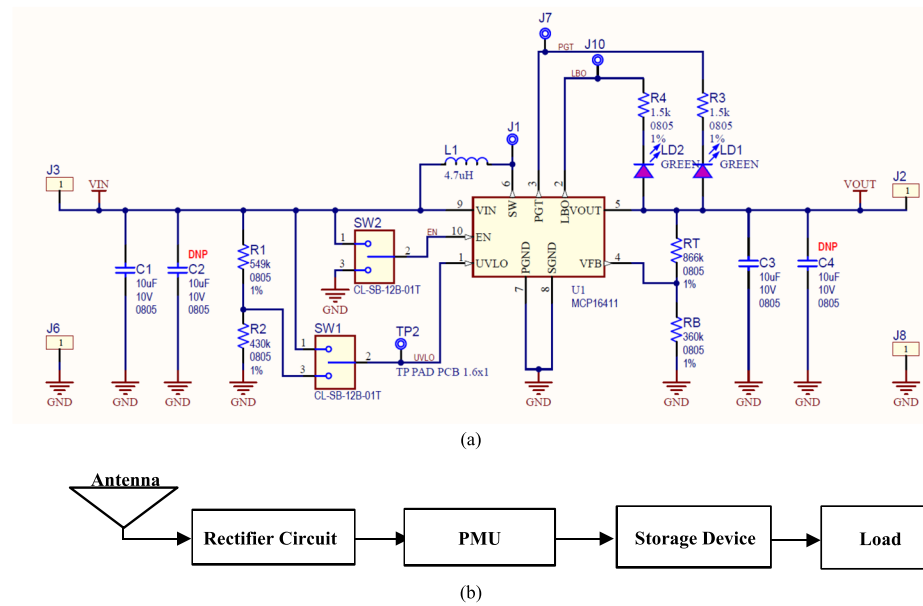 J7
PGT
J10
LBO
R4
1.5k
0805
1%
R3
1.5k
0805
1%
J1
L1
4.7uH
LD2
GREEN
LD1
GREEN
J3
1
VIN
6
SW
3
PGT
2
LBO
VOUT
J2
1
9
VIN
VOUT
5
SW2
1
2
3
EN
10
EN
GND
CL-SB-12B-01T
1
UVLO
PGND
SGND
7
8
VFB
4
U1
MCP16411
C1
10uF
10V
0805
DNP
C2
10uF
10V
0805
R1
549k
0805
1%
RT
866k
0805
1%
C3
10uF
10V
0805
DNP
C4
10uF
10V
0805
J6
1
R2
430k
0805
1%
SW1
1
2
3
CL-SB-12B-01T
TP2
UVLO
TP PAD PCB 1.6x1
RB
360k
0805
1%
J8
1
GND
GND
GND
GND
GND
GND
GND
GND
GND
(a)
Antenna
Rectifier Circuit
PMU
Storage Device
Load
(b)